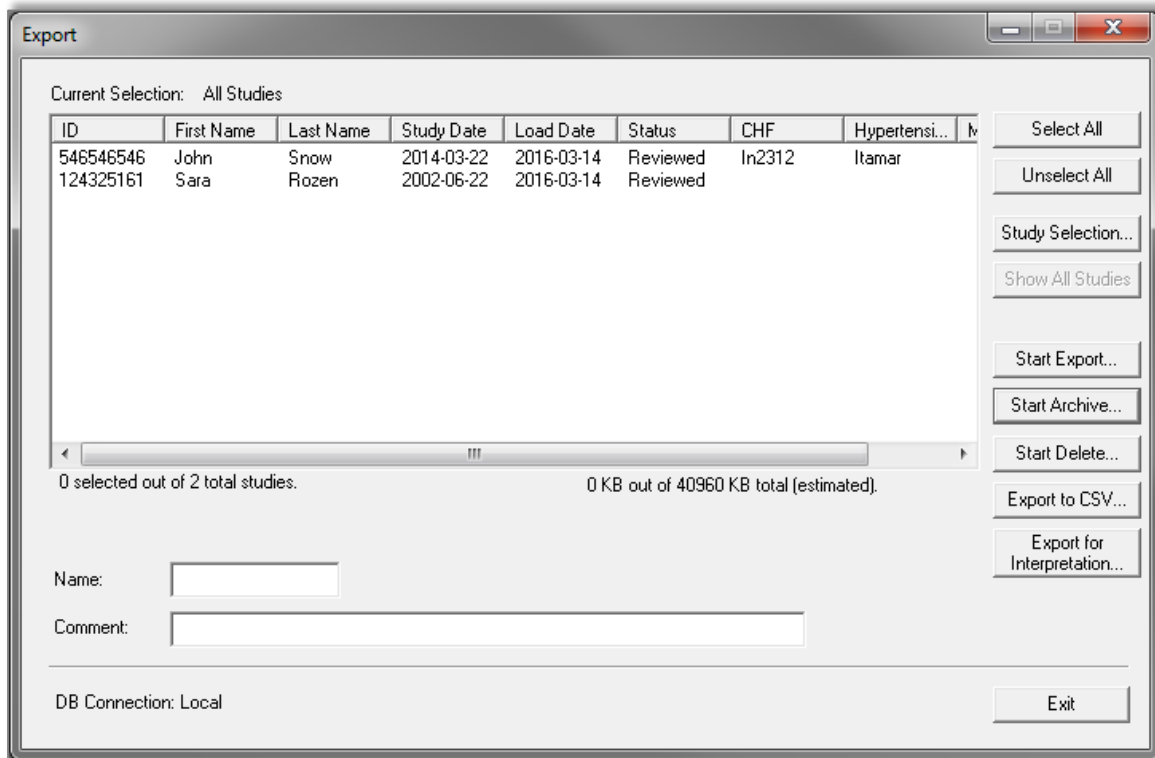 Export
Current Selection: All Studies
ID First Name Last Name Study Date Load Date Status CHF Hypertensi... M
546546546 John Snow 2014-03-22 2016-03-14 Reviewed In2312 Itamar
124325161 Sara Rozen 2002-06-22 2016-03-14 Reviewed
0 selected out of 2 total studies. 0 KB out of 40960 KB total (estimated).
Name:
Comment:
DB Connection: Local
Select All
Unselect All
Study Selection...
Show All Studies
Start Export...
Start Archive...
Start Delete...
Export to CSV...
Export for
Interpretation...
Exit